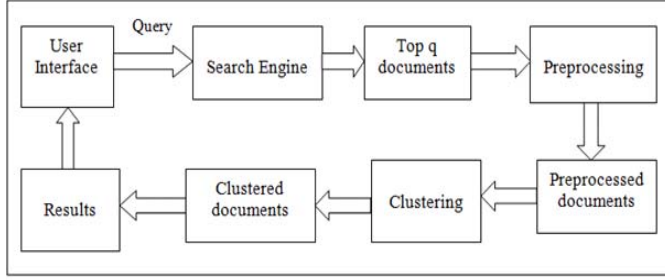 User
Interface
Query
Search Engine
Top q
documents
Preprocessing
Results
Clustered
documents
Clustering
Preprocessed
documents